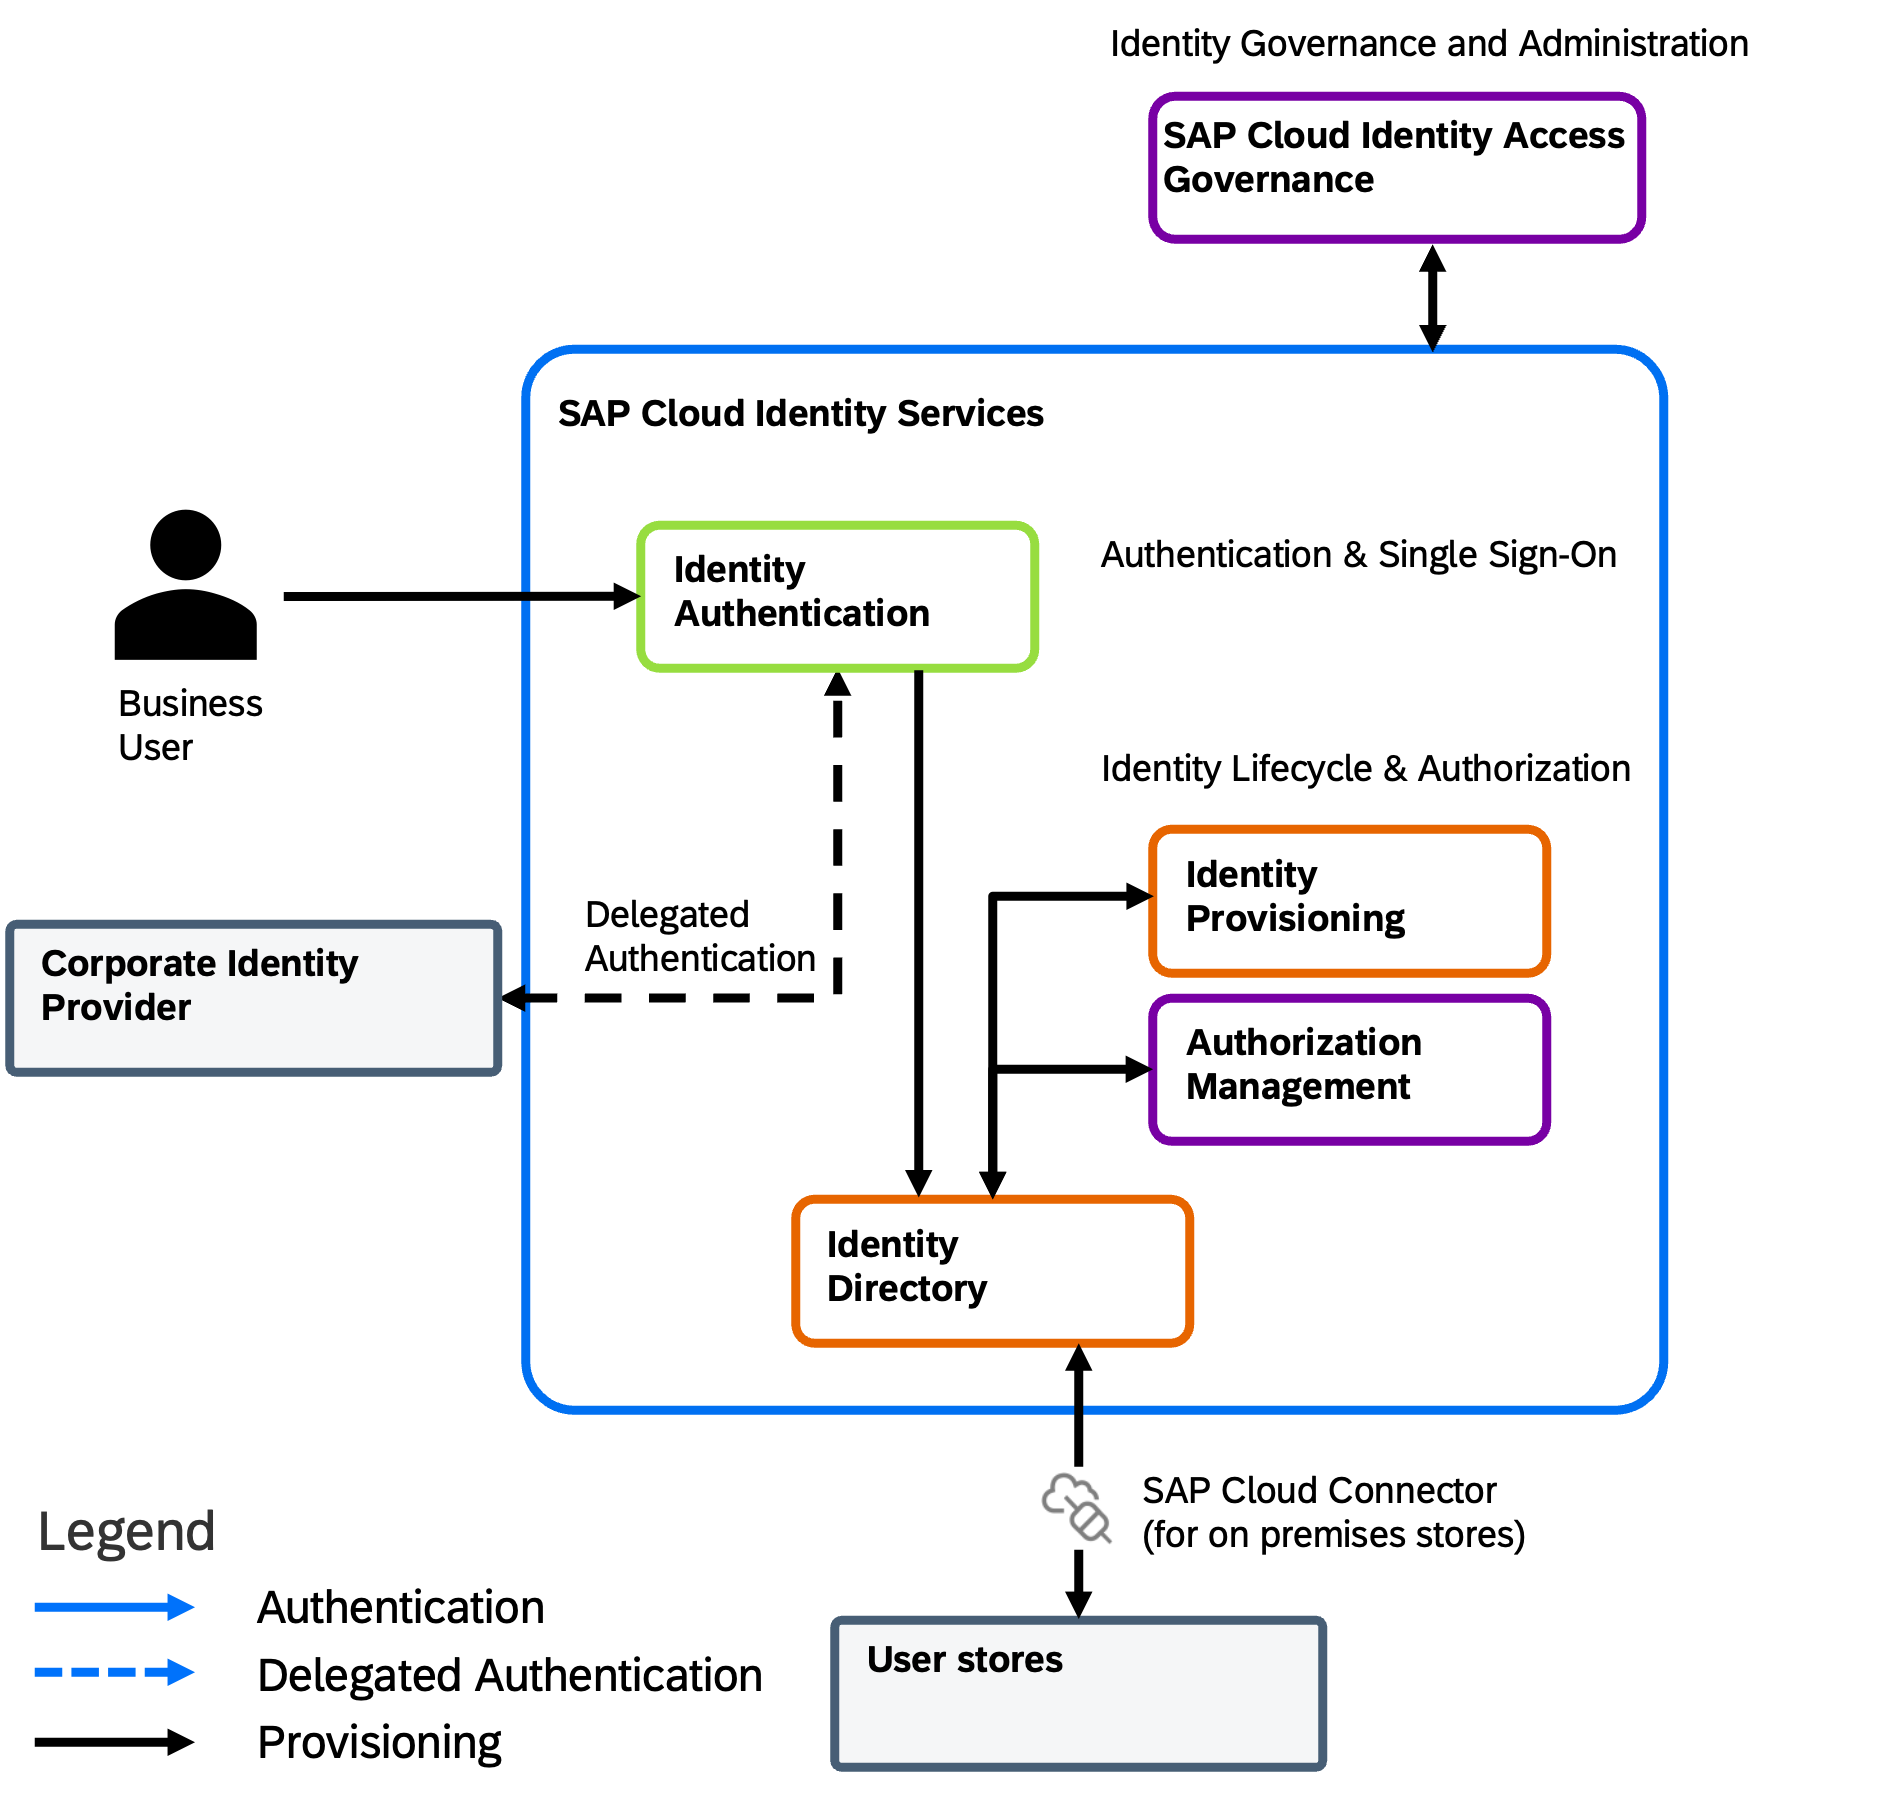 Identity Governance and Administration
SAP Cloud Identity Access
Governance
SAP Cloud Identity Services
Identity
Authentication
Authentication & Single Sign-On
Business
User
Identity Lifecycle & Authorization
Identity
Provisioning
Delegated
Authentication
Corporate Identity
Provider
Authorization
Management
Identity
Directory
SAP Cloud Connector
(for on premises stores)
Legend
Authentication
Delegated Authentication
Provisioning
User stores